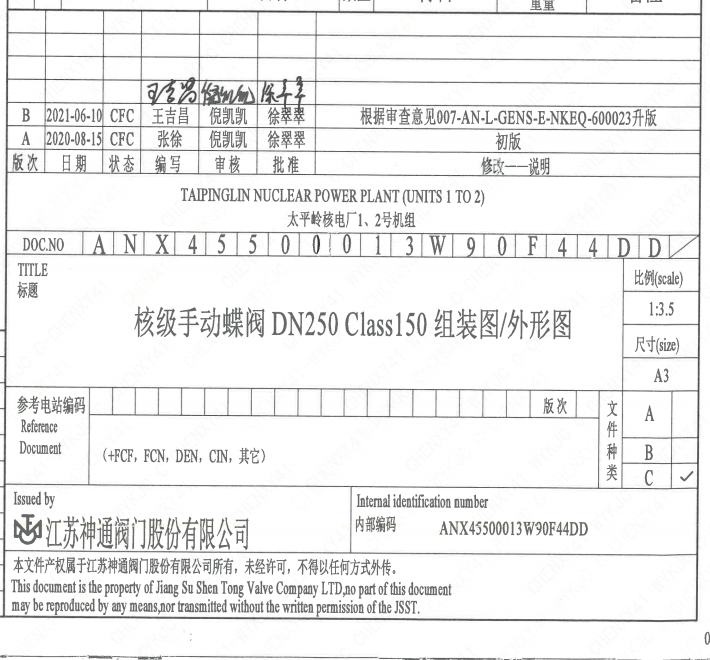 重量
B 2021-06-10 CFC 王吉昌 倪凯凯 徐翠翠 根据审查意见007-AN-L-GENS-E-NKEQ-600023升版
A 2020-08-15 CFC 张徐 倪凯凯 徐翠翠 初版
版次 日期 状态 编写 审核 批准 修改——说明
TAIPINGLIN NUCLEAR POWER PLANT (UNITS 1 TO 2)
太平岭核电厂1、2号机组
DOC.NO A N X 4 5 5 0 0 0 1 3 W 9 0 F 4 4 D D
TITLE
标题
核级手动蝶阀 DN250 Class150 组装图/外形图
比例(scale)
1:3.5
尺寸(size)
A3
参考电站编码
Reference
Document
版次
(+FCF, FCN, DEN, CIN, 其它)
文件种类
A
B
C ✓
Issued by
江苏神通阀门股份有限公司
Internal identification number
内部编码 ANX45500013W90F44DD
本文件产权属于江苏神通阀门股份有限公司所有，未经许可，不得以任何方式外传。
This document is the property of Jiang Su Shen Tong Valve Company LTD,no part of this document
may be reproduced by any means,nor transmitted without the written permission of the JSST.
0